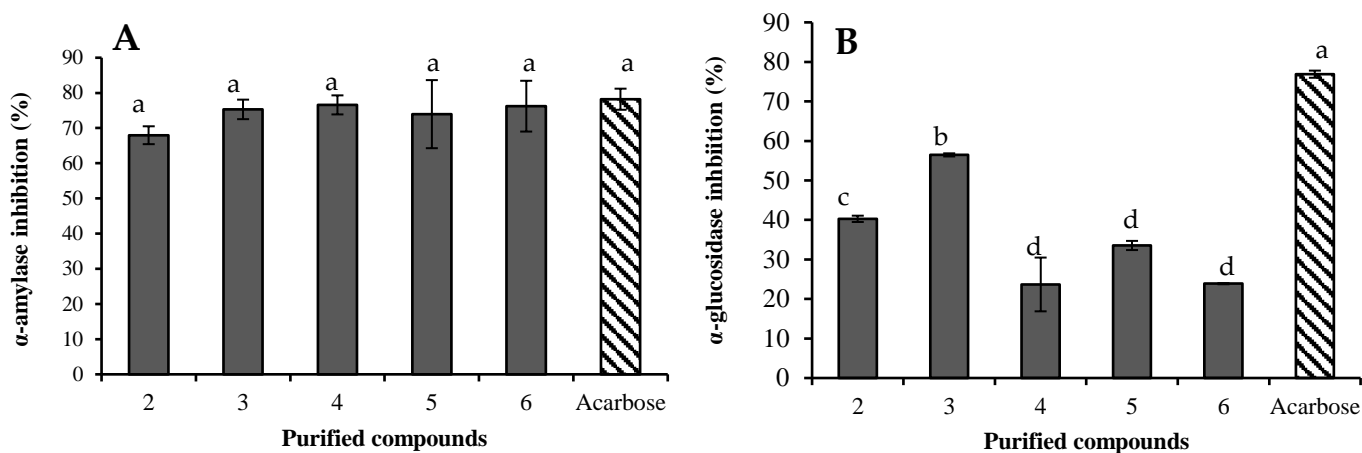 A
α-amylase inhibition (%)
90
80
70
60
50
40
30
20
10
0
a
a
a
a
a
a
2 3 4 5 6 Acarbose
Purified compounds
B
α-glucosidase inhbiition (%)
90
80
70
60
50
40
30
20
10
0
c
b
d
d
d
a
2 3 4 5 6 Acarbose
Purified compounds